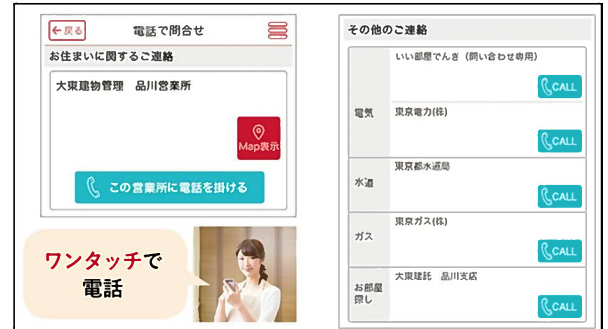 戻る
電話で問合せ
お住まいに関するご連絡
大東建物管理 品川営業所
Map表示
この営業所に電話を掛ける
ワンタッチで
電話
その他のご連絡
いい部屋でんき（問い合わせ専用）
CALL
電気
東京電力(株)
CALL
東京都水道局
水道
CALL
東京ガス(株)
ガス
CALL
大東建託 品川支店
お部屋
探し
CALL